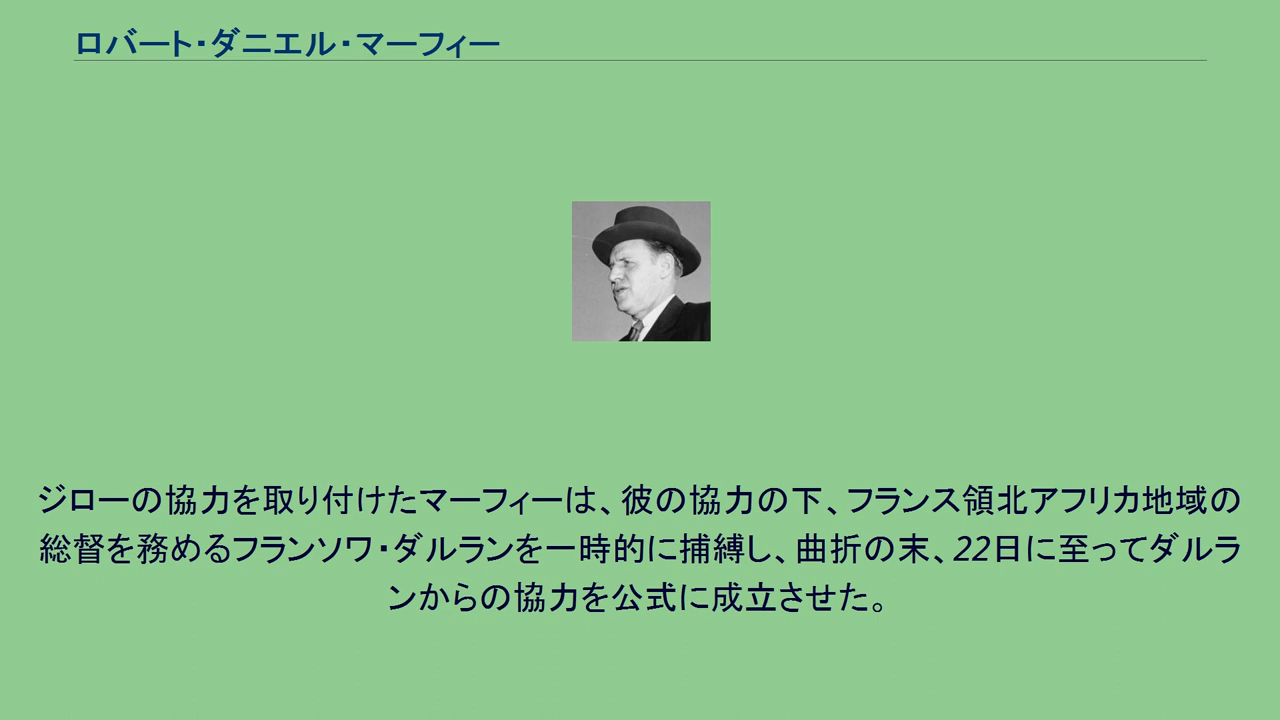 ロバート・ダニエル・マーフィー
ジローの協力を取り付けたマーフィーは、彼の協力の下、フランス領北アフリカ地域の
総督を務めるフランソワ・ダルランを一時的に捕縛し、曲折の末、22日に至ってダルラ
ンからの協力を公式に成立させた。